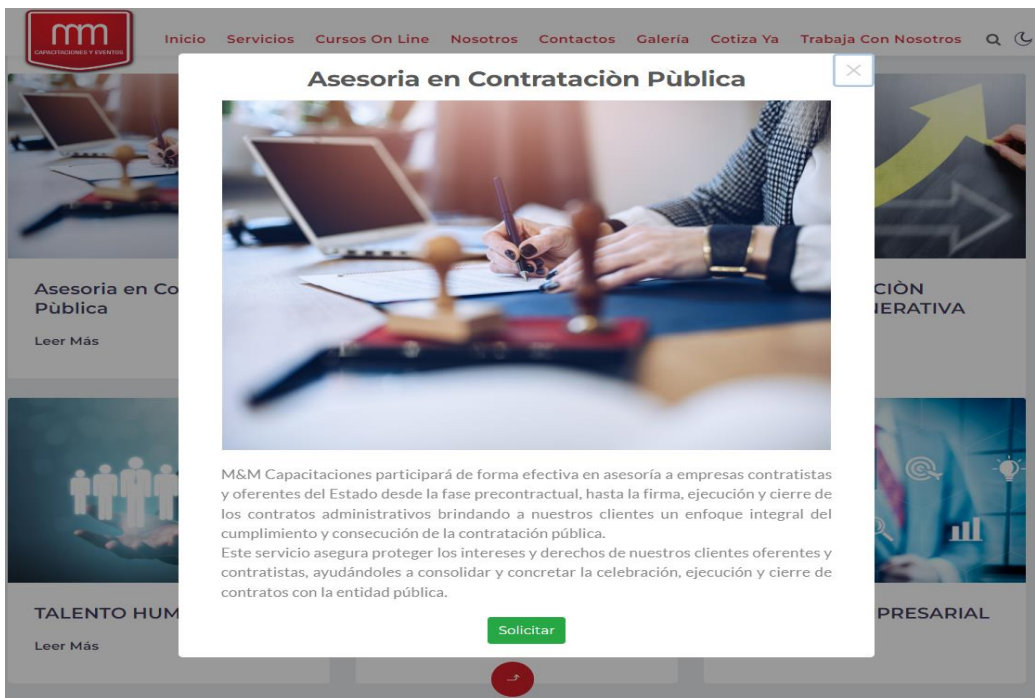 mm
CAPACITACIONES Y EVENTOS
Inicio Servicios Cursos On Line Nosotros Contactos Galería Cotiza Ya Trabaja Con Nosotros
Asesoria en Contrataciòn Pùblica
×
M&M Capacitaciones participará de forma efectiva en asesoría a empresas contratistas
y oferentes del Estado desde la fase precontractual, hasta la firma, ejecución y cierre de
los contratos administrativos brindando a nuestros clientes un enfoque integral del
cumplimiento y consecución de la contratación pública.
Este servicio asegura proteger los intereses y derechos de nuestros clientes oferentes y
contratistas, ayudándoles a consolidar y concretar la celebración, ejecución y cierre de
contratos con la entidad pública.
Solicitar
Asesoria en Co
Pùblica
Leer Más
CIÒN
IERATIVA
TALENTO HUM
Leer Más
PRESARIAL